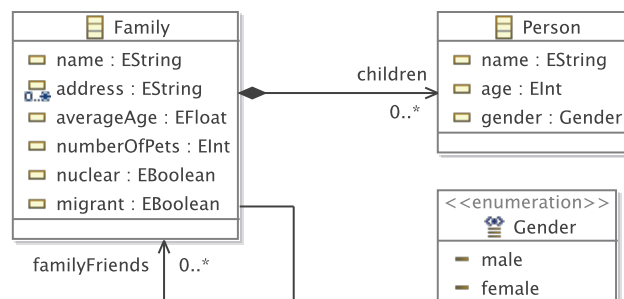 Family
name : EString
address : EString
0..*
averageAge : EFloat
numberOfPets : EInt
nuclear : EBoolean
migrant : EBoolean
children
0..*
Person
name : EString
age : EInt
gender : Gender
<<enumeration>>
Gender
male
female
familyFriends
0..*